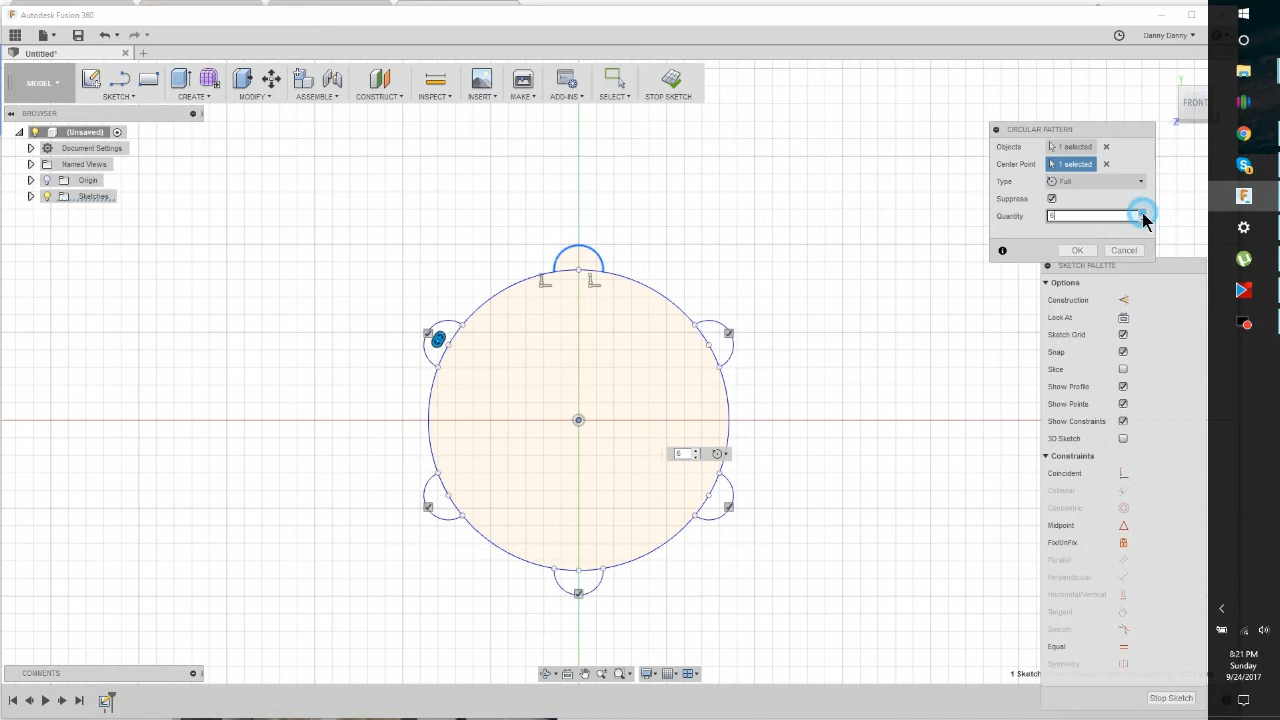 Autodesk Fusion 360
Danny Danny
Untitled*
MODEL
SKETCH
CREATE
MODIFY
ASSEMBLE
CONSTRUCT
INSPECT
INSERT
MAKE
ADD-INS
SELECT
STOP SKETCH
BROWSER
(Unsaved)
Document Settings
Named Views
Origin
Sketches
FRONT
Y
Z
CIRCULAR PATTERN
Objects 1 selected
Center Point 1 selected
Type Full
Suppress
Quantity 6
OK Cancel
SKETCH PALETTE
Options
Construction
Look At
Sketch Grid
Snap
Slice
Show Profile
Show Points
Show Constraints
3D Sketch
Constraints
Coincident
Collinear
Concentric
Midpoint
Fix/UnFix
Parallel
Perpendicular
Horizontal/Vertical
Tangent
Smooth
Equal
Symmetry
6
COMMENTS
1 Sketch
Stop Sketch
8:21 PM
Sunday
9/24/2017